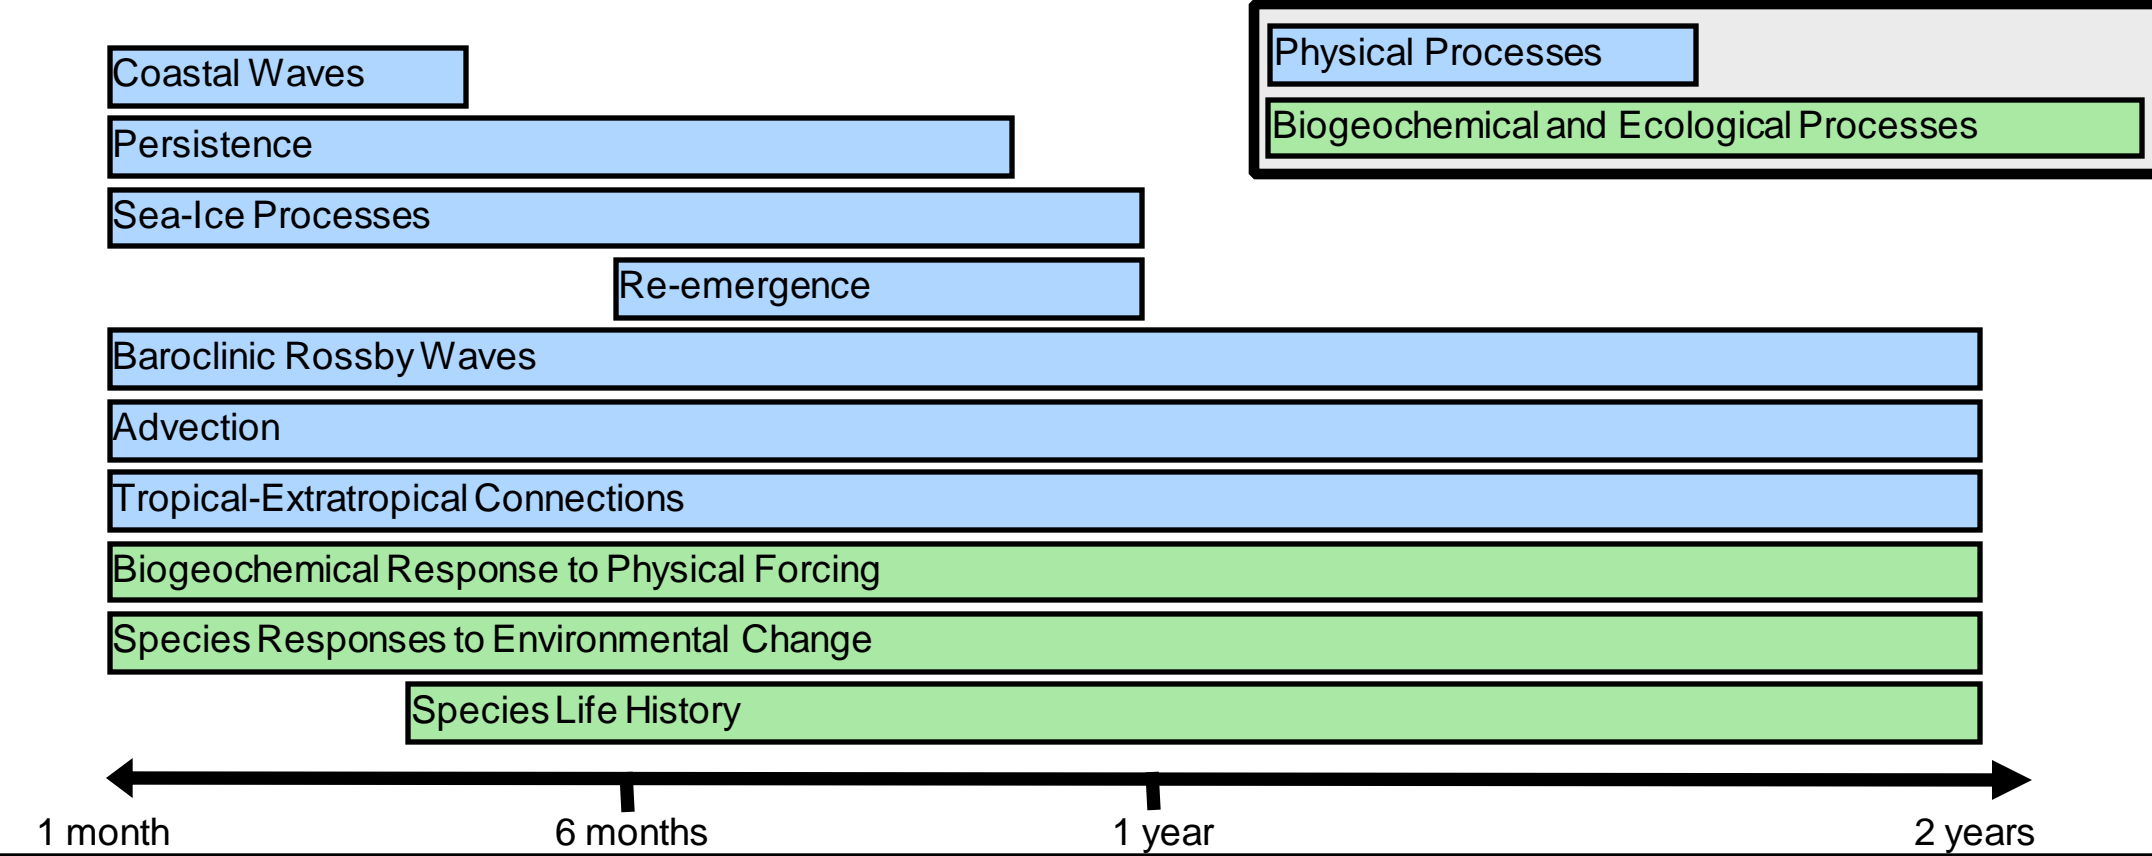 Physical Processes
Biogeochemical and Ecological Processes
Coastal Waves
Persistence
Sea-Ice Processes
Re-emergence
Baroclinic Rossby Waves
Advection
Tropical-Extratropical Connections
Biogeochemical Response to Physical Forcing
Species Responses to Environmental Change
Species Life History
1 month
6 months
1 year
2 years